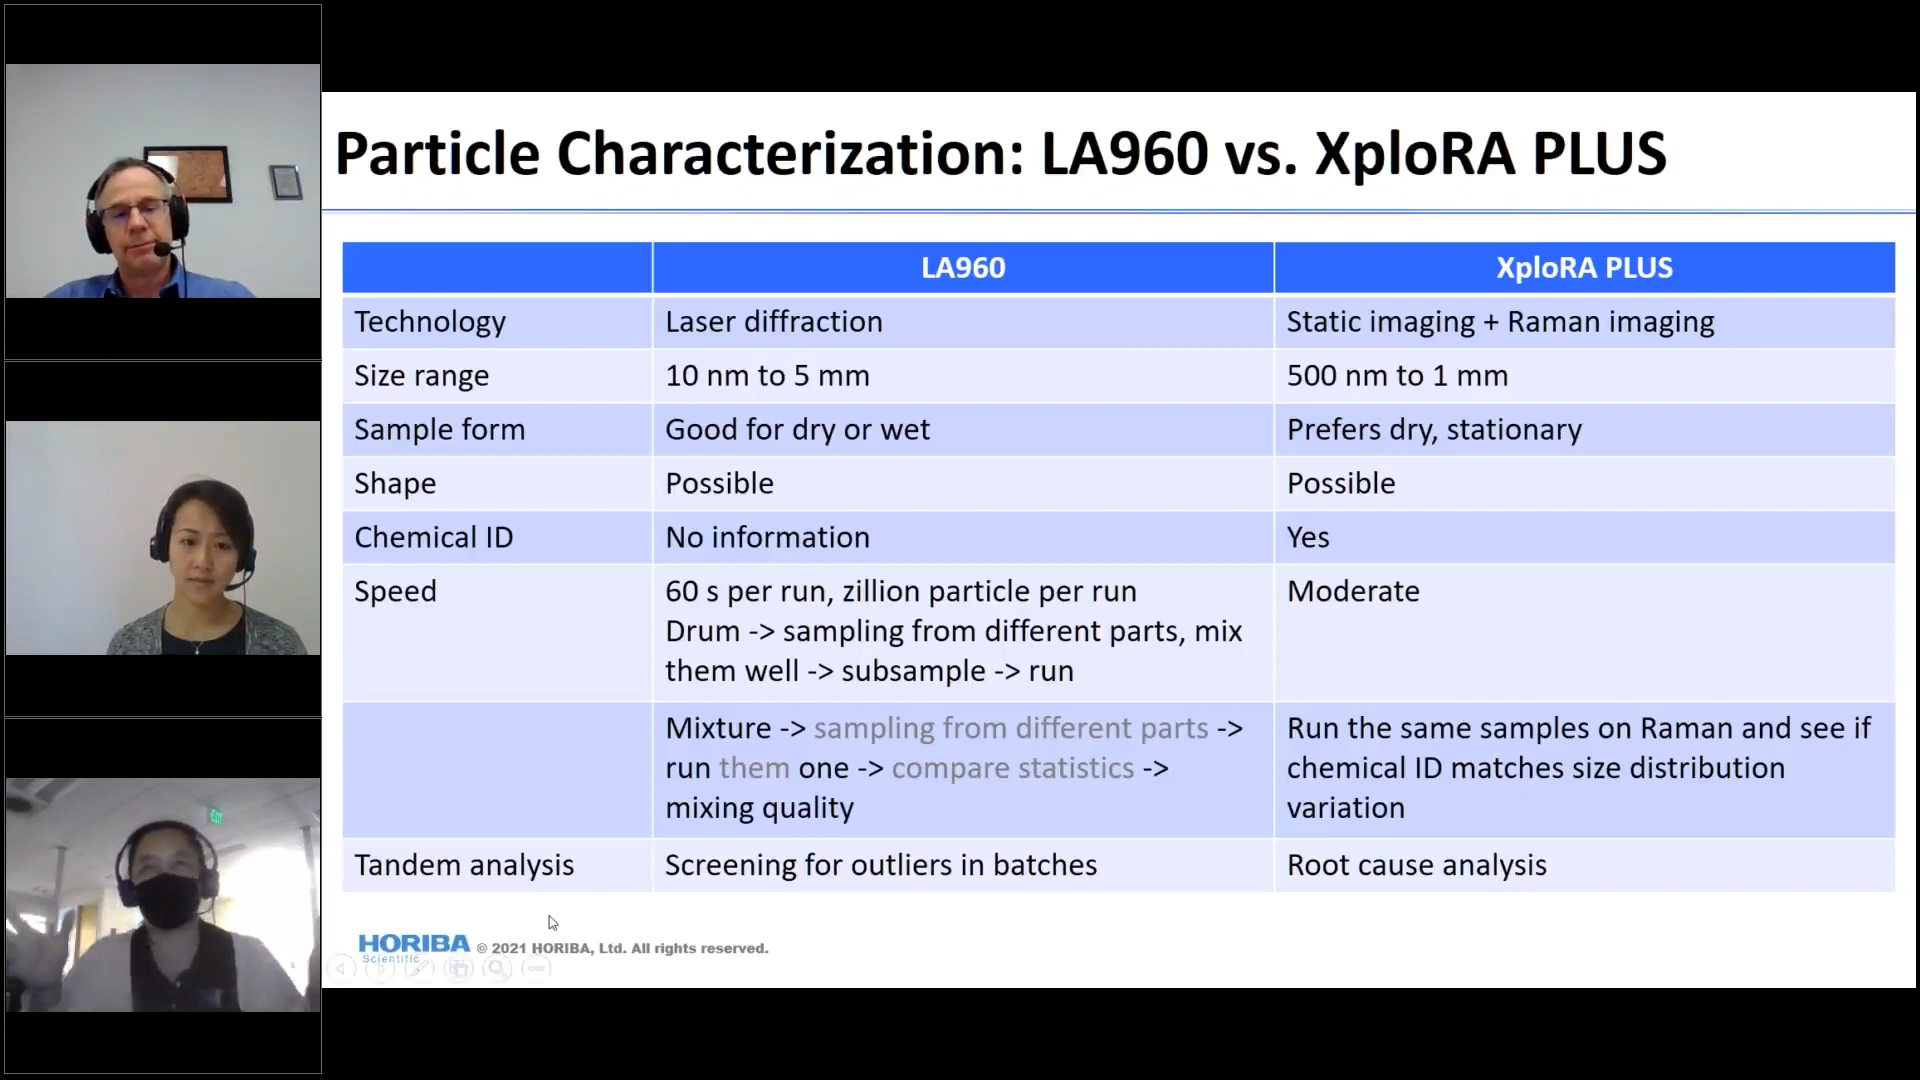 Particle Characterization: LA960 vs. XploRA PLUS
LA960
XploRA PLUS
Technology
Laser diffraction
Static imaging + Raman imaging
Size range
10 nm to 5 mm
500 nm to 1 mm
Sample form
Good for dry or wet
Prefers dry, stationary
Shape
Possible
Possible
Chemical ID
No information
Yes
Speed
60 s per run, zillion particle per run
Drum -> sampling from different parts, mix
them well -> subsample -> run
Moderate
Mixture -> sampling from different parts ->
run them one -> compare statistics ->
mixing quality
Run the same samples on Raman and see if
chemical ID matches size distribution
variation
Tandem analysis
Screening for outliers in batches
Root cause analysis
HORIBA
Scientific
© 2021 HORIBA, Ltd. All rights reserved.
EXIT